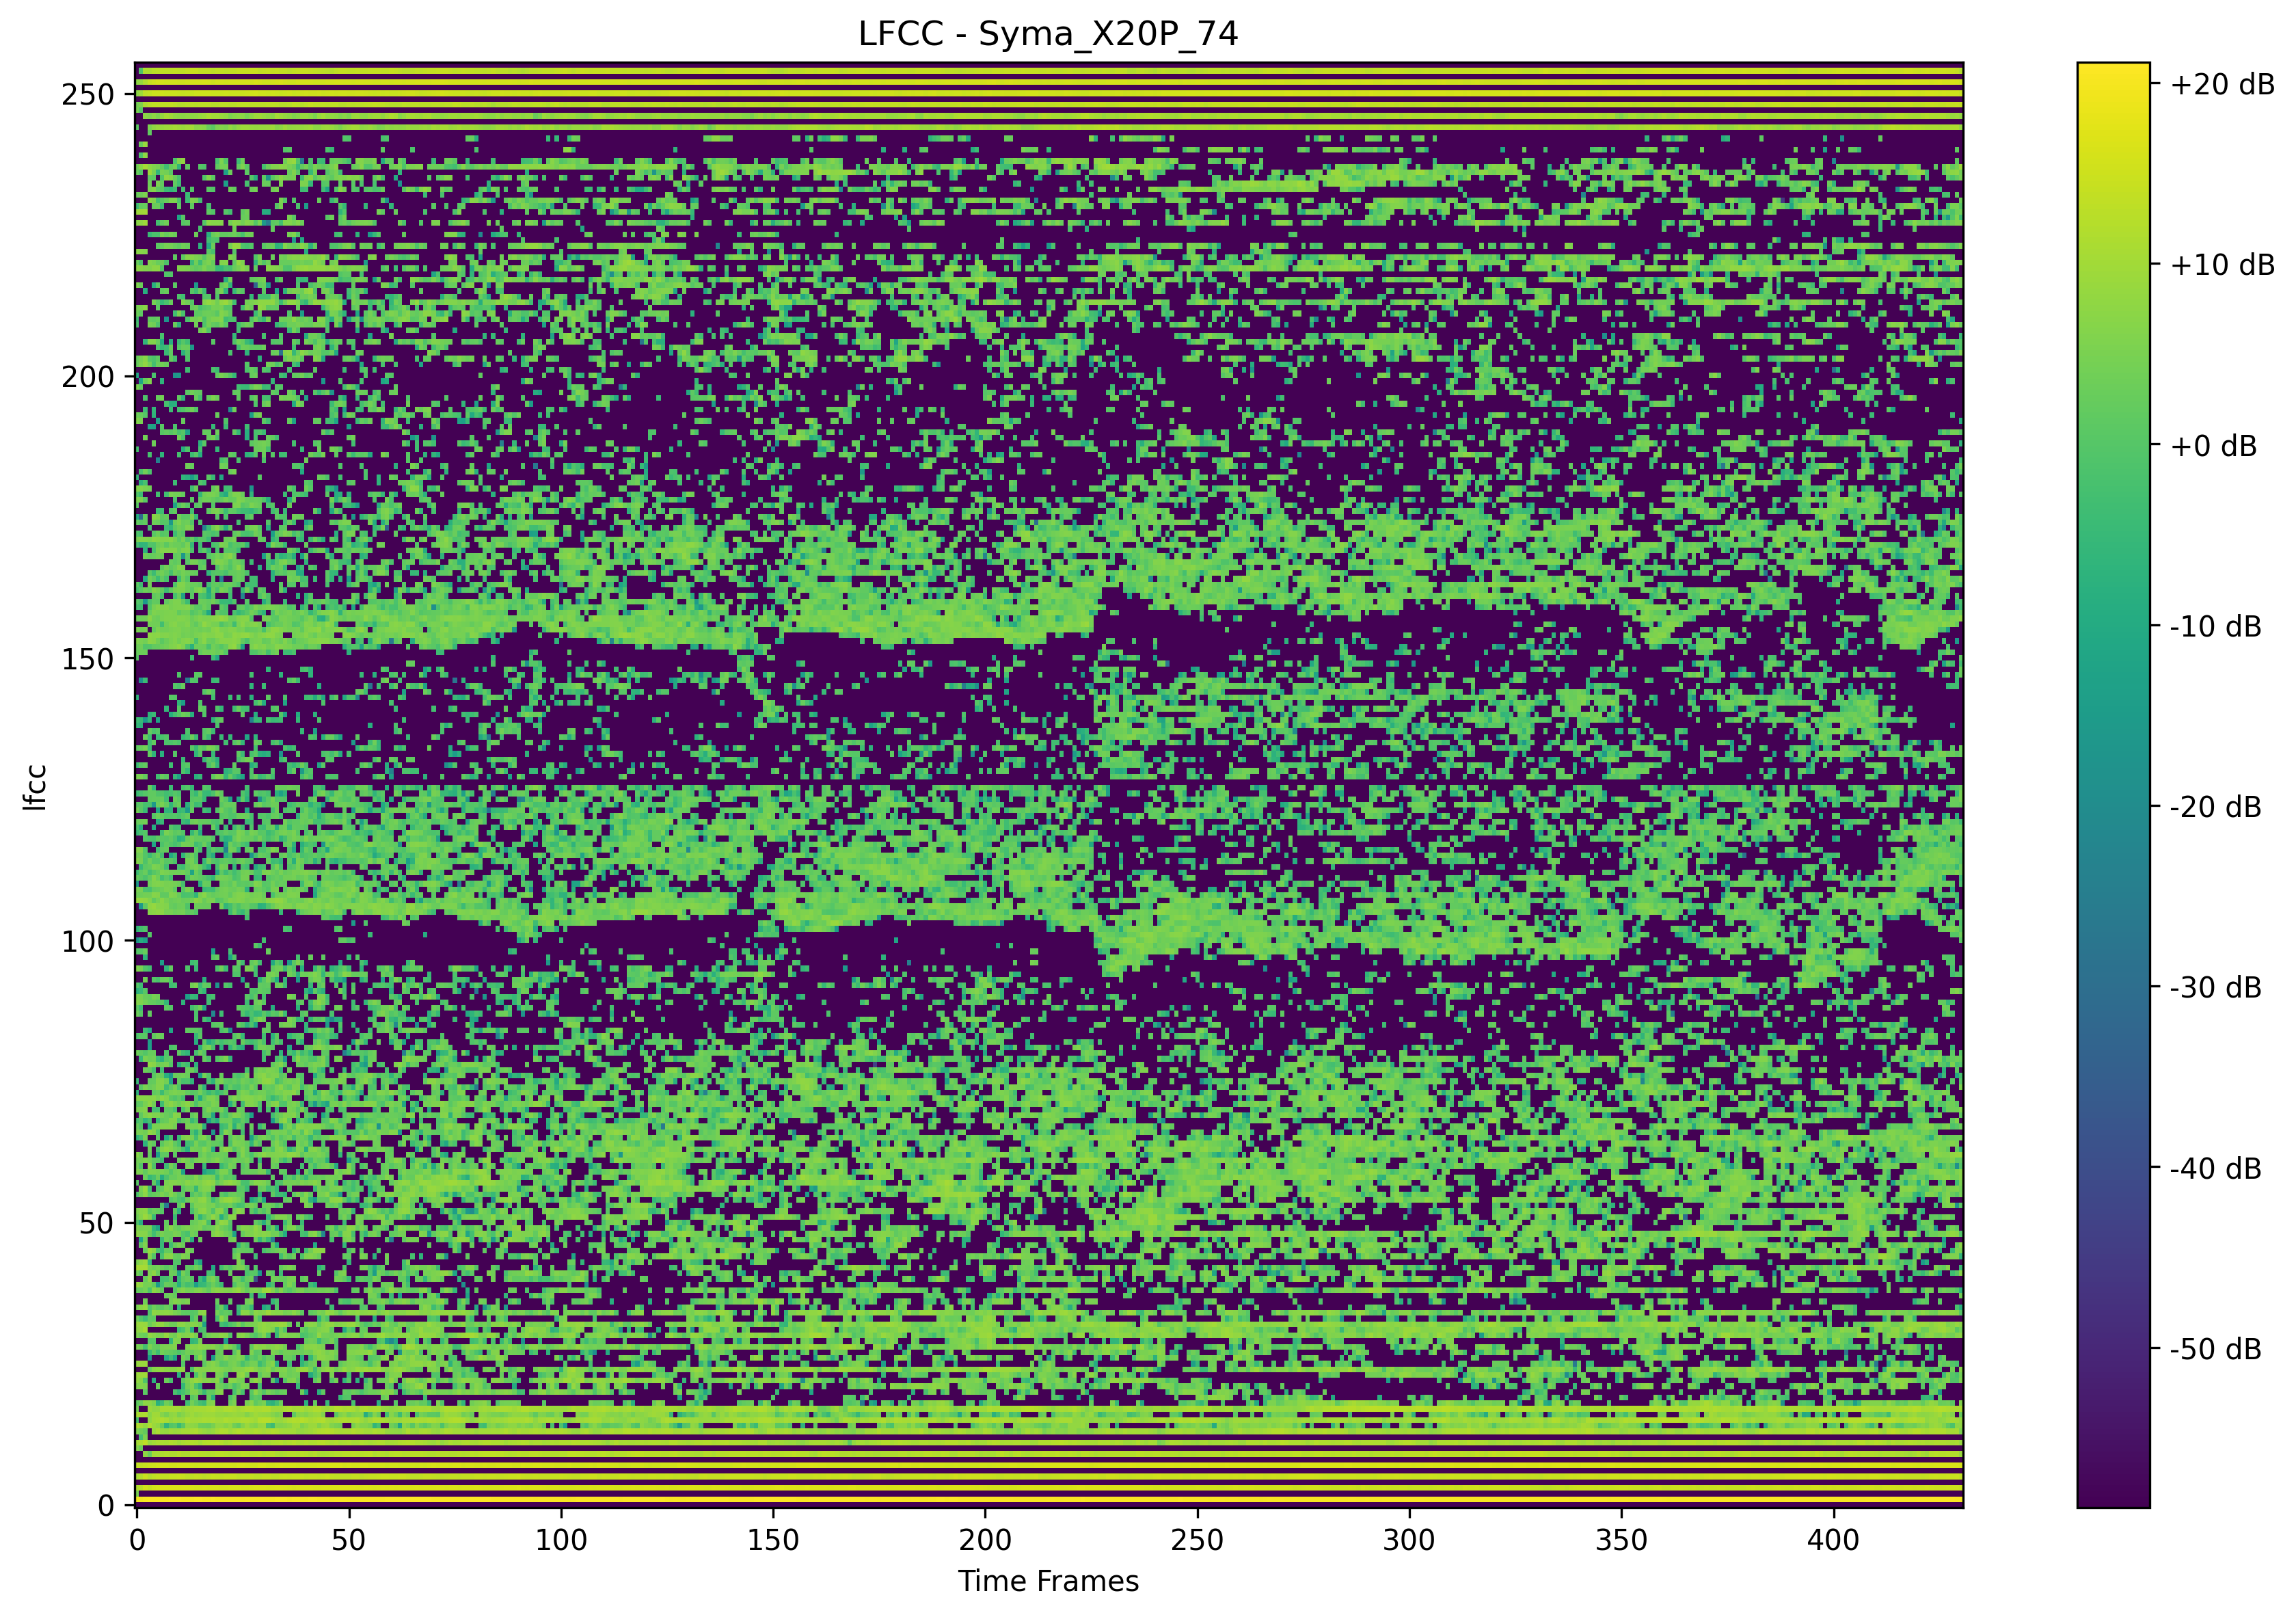 LFCC - Syma_X20P_74
250
200
150
100
50
0
lfcc
0 50 100 150 200 250 300 350 400
Time Frames
+20 dB
+10 dB
+0 dB
-10 dB
-20 dB
-30 dB
-40 dB
-50 dB